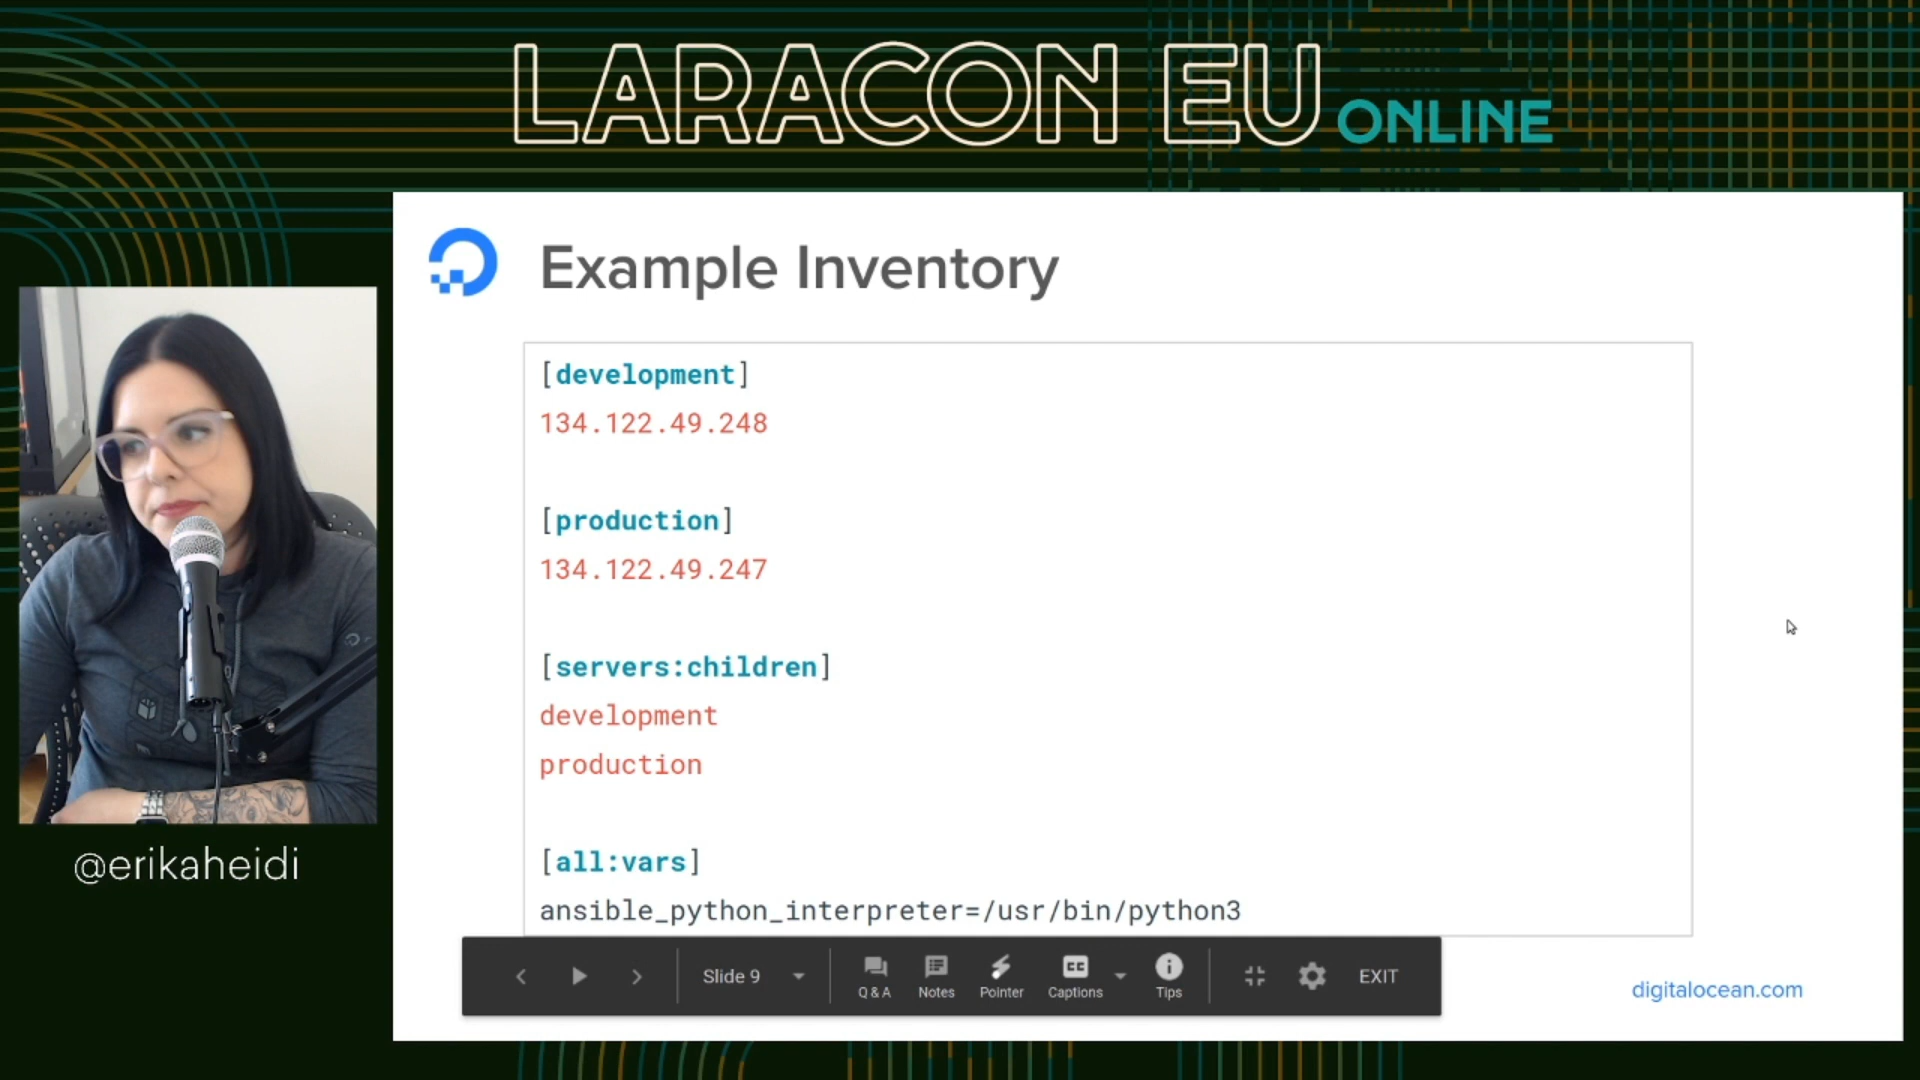 LARACON EU ONLINE
Example Inventory
[development]
134.122.49.248
[production]
134.122.49.247
[servers:children]
development
production
[all:vars]
ansible_python_interpreter=/usr/bin/python3
@erikaheidi
Slide 9
Q & A
Notes
Pointer
CC
Captions
Tips
EXIT
digitalocean.com